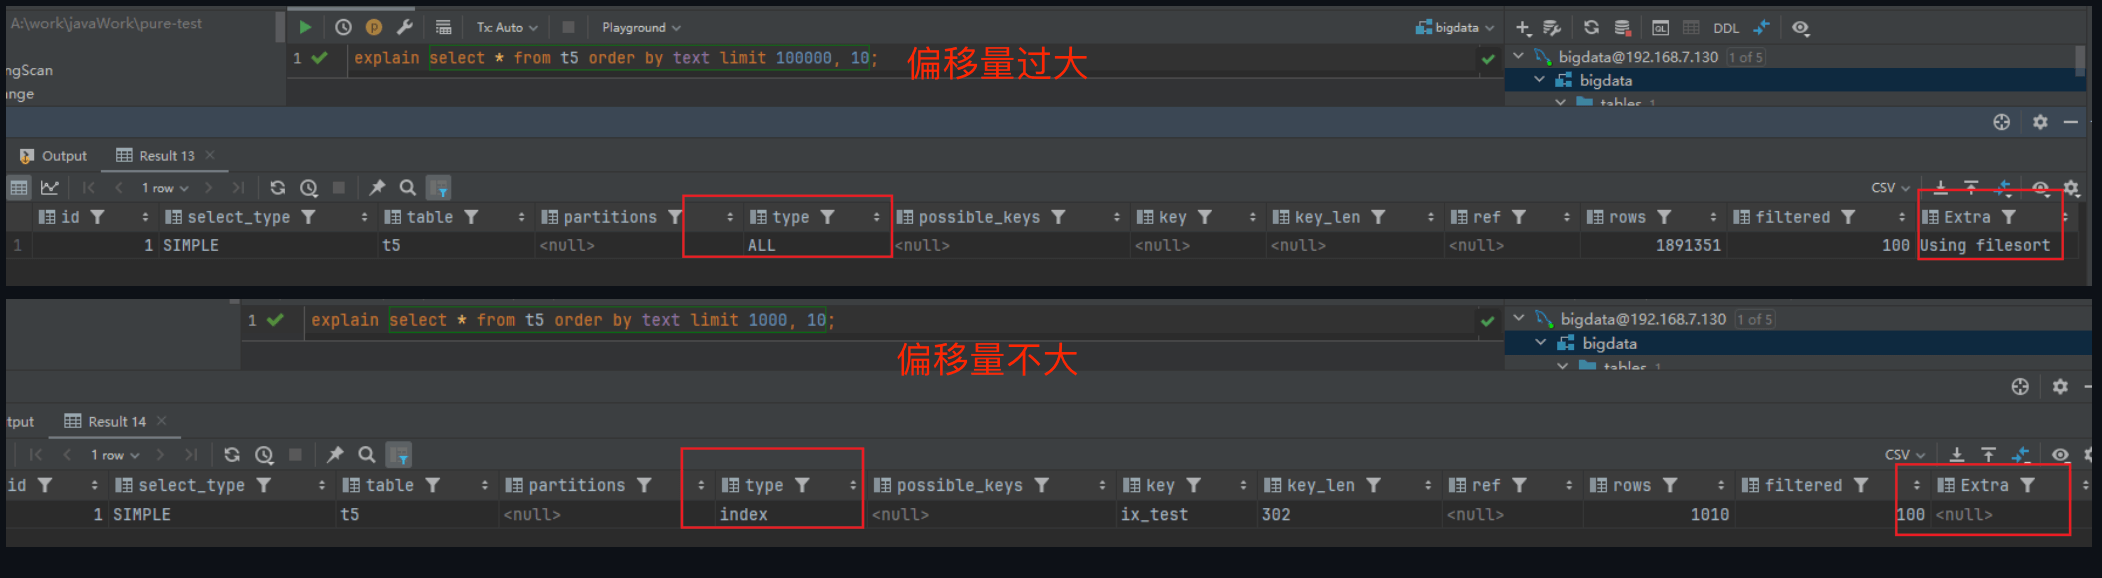 A:\work\javaWork\pure-test
Tx: Auto
Playground
bigdata
DDL
1 explain select * from t5 order by text limit 100000, 10;
偏移量过大
ngScan
ange
bigdata@192.168.7.130 1 of 5
bigdata
tables 1
Output Result 13
1 row
CSV
id select_type table partitions type possible_keys key key_len ref rows filtered Extra
1 1 SIMPLE t5 <null> ALL <null> <null> <null> <null> 1891351 100 Using filesort
1 explain select * from t5 order by text limit 1000, 10;
偏移量不大
bigdata@192.168.7.130 1 of 5
bigdata
tables 1
tput Result 14
1 row
CSV
id select_type table partitions type possible_keys key key_len ref rows filtered Extra
1 SIMPLE t5 <null> index <null> ix_test 302 <null> 1010 100 <null>